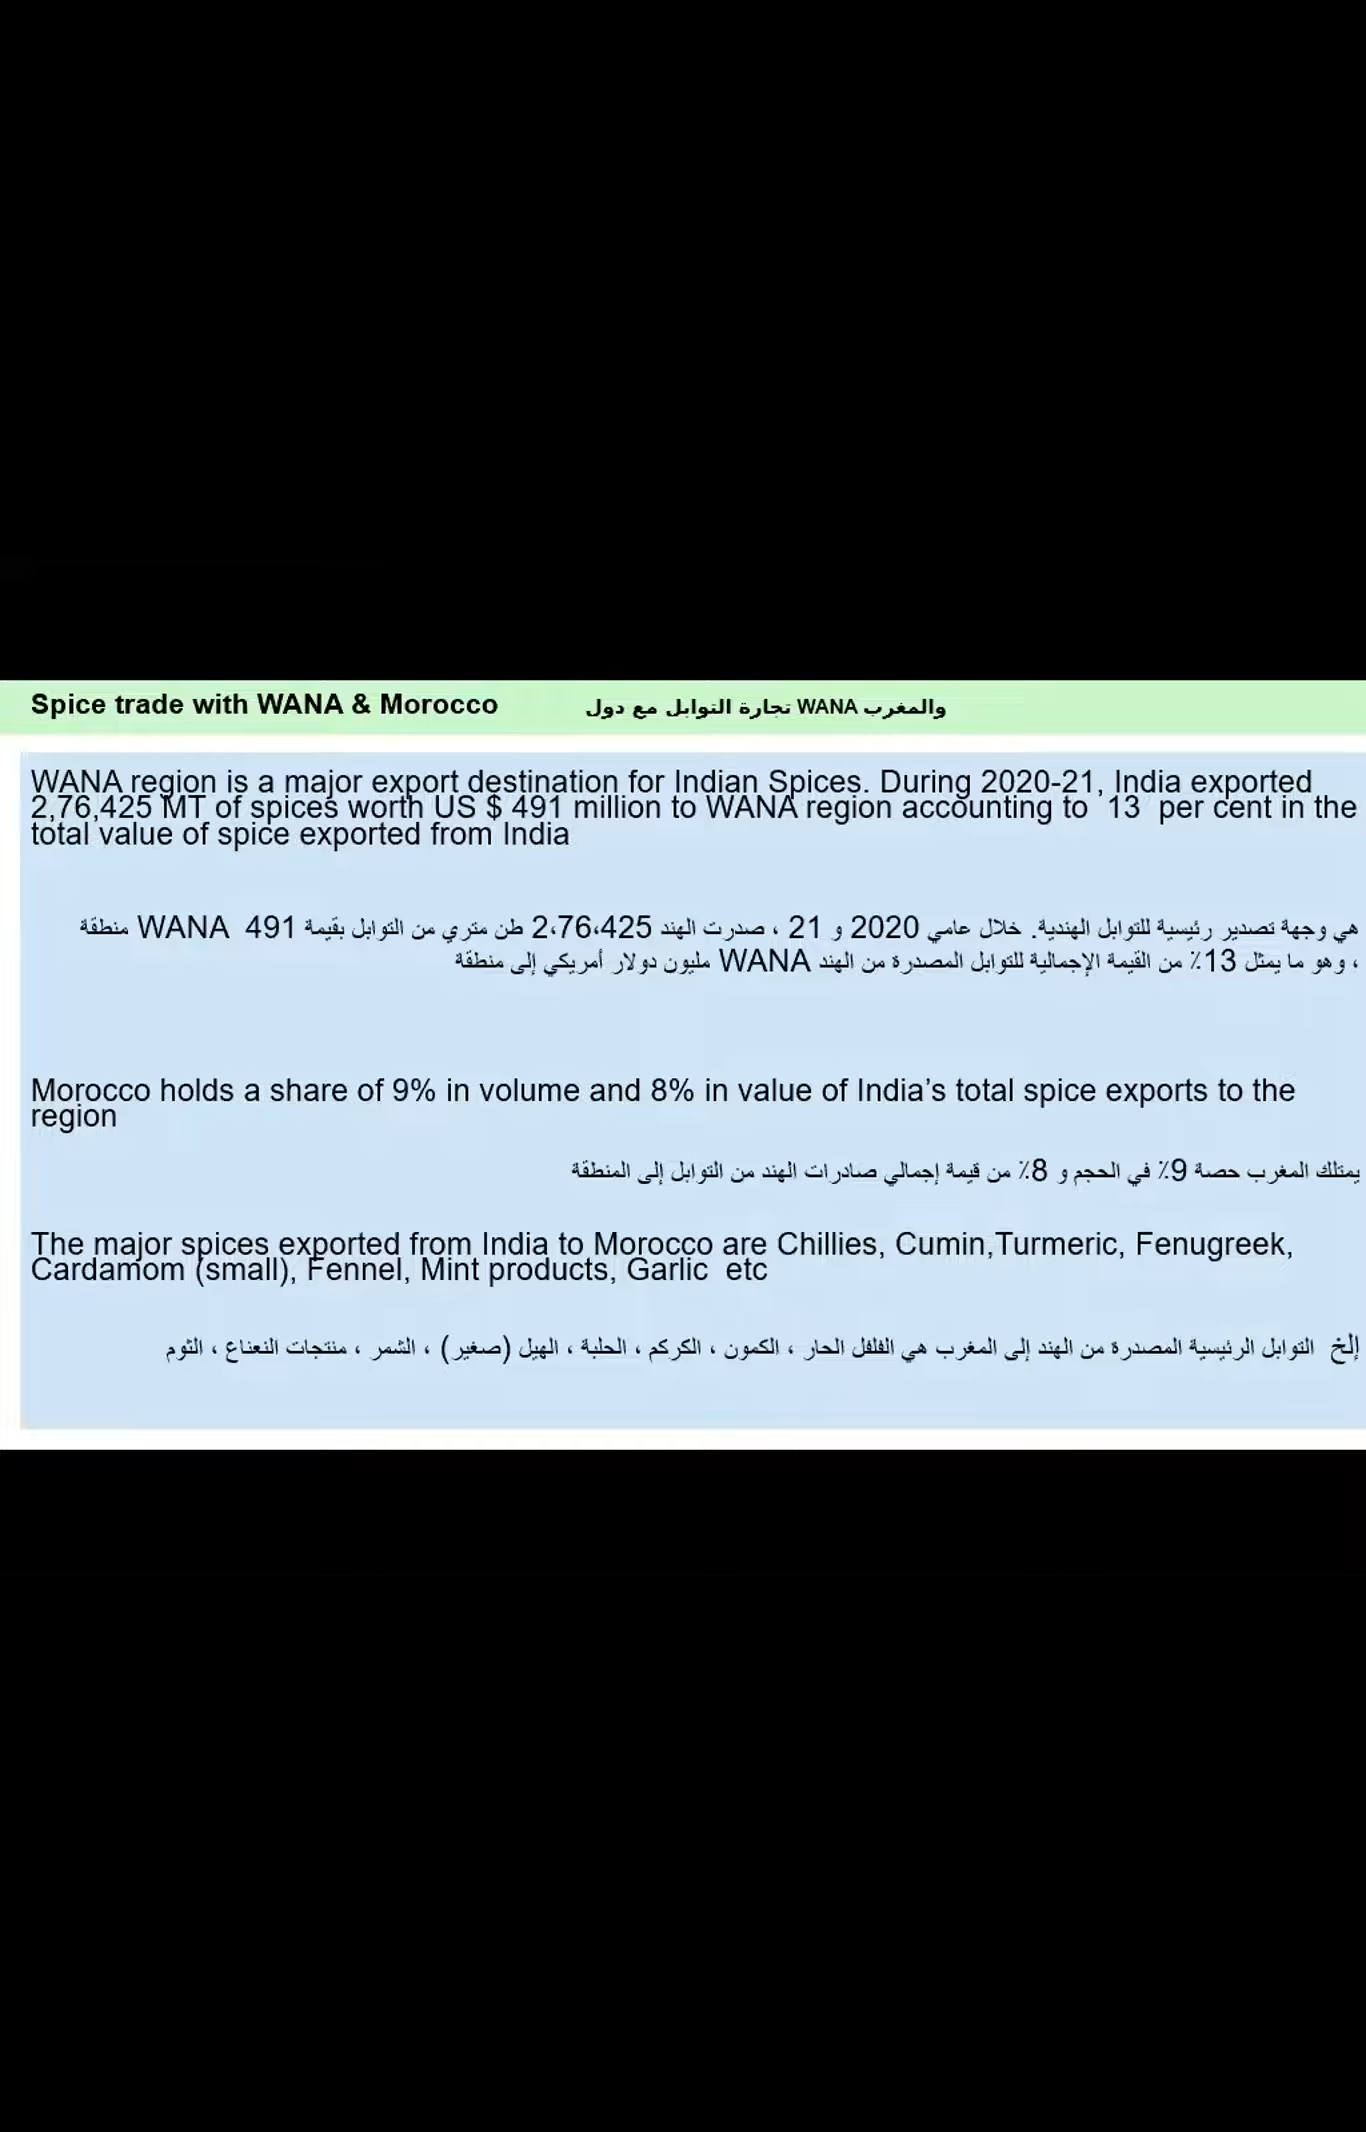 Spice trade with WANA & Morocco
والمغرب WANA تجارة التوابل مع دول
WANA region is a major export destination for Indian Spices. During 2020-21, India exported
2,76,425 MT of spices worth US $ 491 million to WANA region accounting to 13 per cent in the
total value of spice exported from India
هي وجهة تصدير رئيسية للتوابل الهندية. خلال عامي 2020 و 21 ، صدرت الهند 2،76،425 طن متري من التوابل بقيمة 491 WANA منطقة
، وهو ما يمثل 13٪ من القيمة الإجمالية للتوابل المصدرة من الهند WANA مليون دولار أمريكي إلى منطقة
Morocco holds a share of 9% in volume and 8% in value of India’s total spice exports to the
region
يمتلك المغرب حصة 9٪ في الحجم و 8٪ من قيمة إجمالي صادرات الهند من التوابل إلى المنطقة
The major spices exported from India to Morocco are Chillies, Cumin,Turmeric, Fenugreek,
Cardamom (small), Fennel, Mint products, Garlic etc
إلخ التوابل الرئيسية المصدرة من الهند إلى المغرب هي الفلفل الحار ، الكمون ، الكركم ، الحلبة ، الهيل (صغير) ، الشمر ، منتجات النعناع ، الثوم